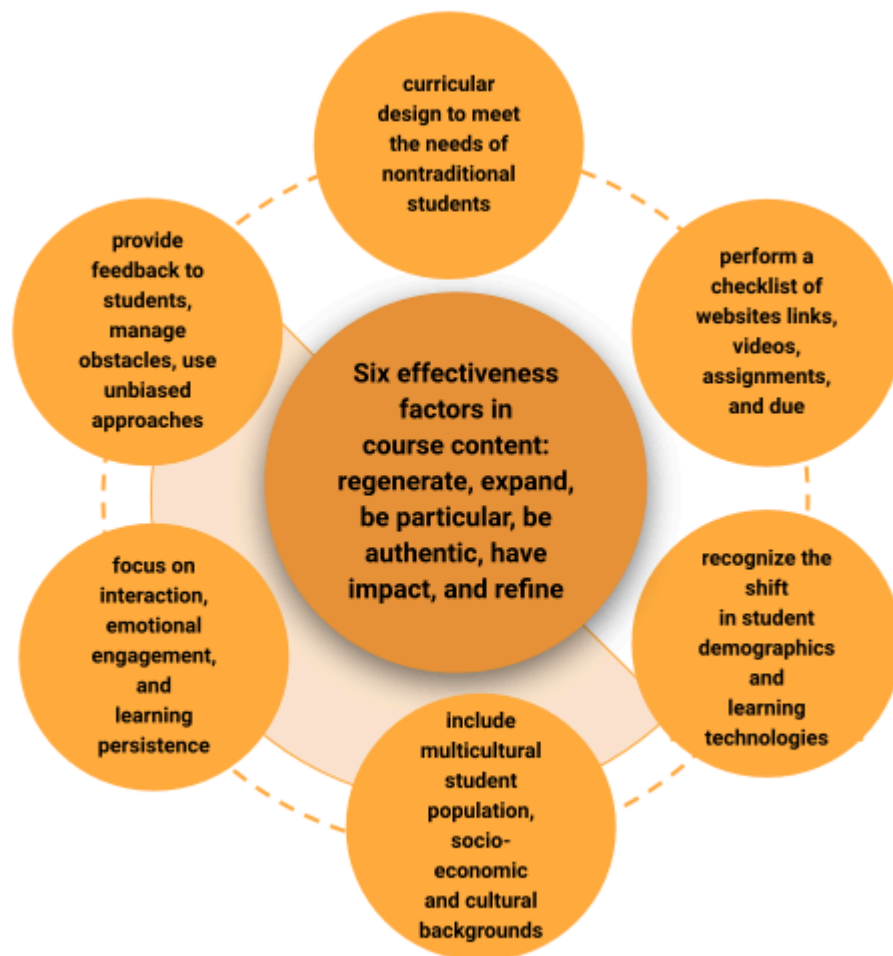 curricular
design to meet
the needs of
nontraditional
students
perform a
checklist of
websites links,
videos,
assignments,
and due
recognize the
shift
in student
demographics
and
learning
technologies
include
multicultural
student
population,
socio-
economic
and cultural
backgrounds
focus on
interaction,
emotional
engagement,
and
learning
persistence
provide
feedback to
students,
manage
obstacles, use
unbiased
approaches
Six effectiveness
factors in
course content:
regenerate, expand,
be particular, be
authentic, have
impact, and refine